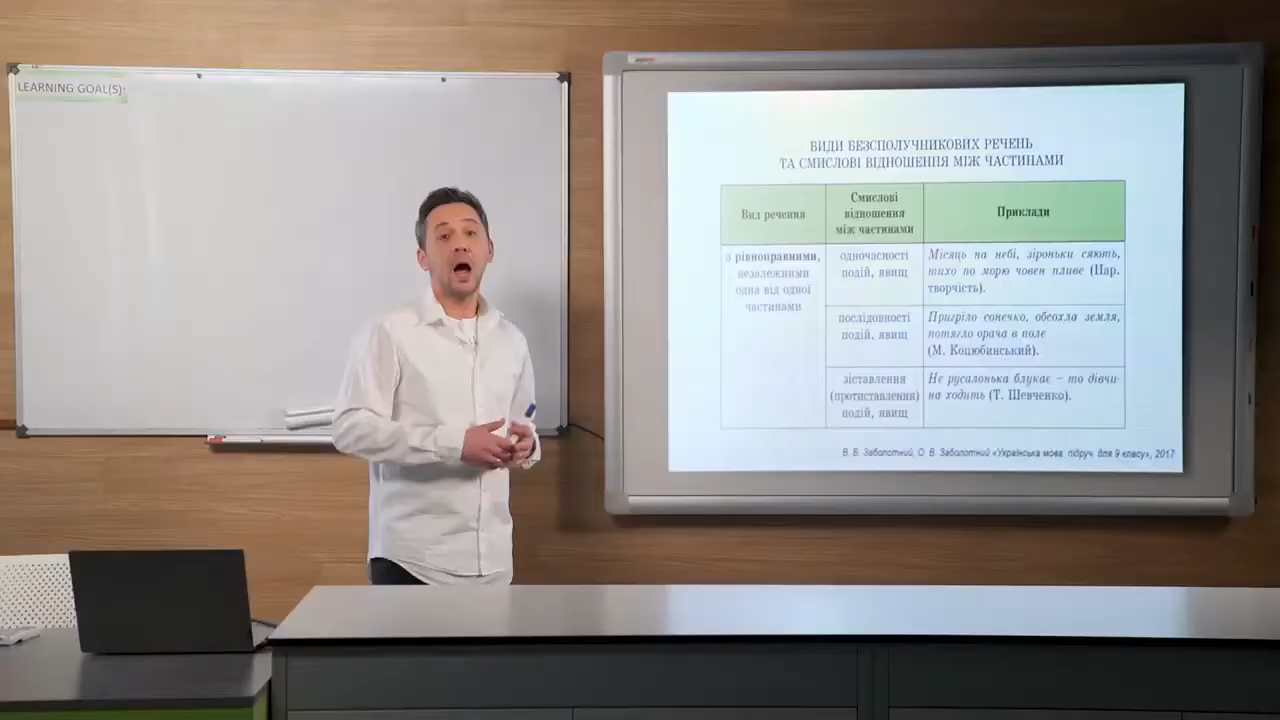 LEARNING GOAL(S):
ВИДИ БЕЗСПОЛУЧНИКОВИХ РЕЧЕНЬ
ТА СМИСЛОВІ ВІДНОШЕННЯ МІЖ ЧАСТИНАМИ
Вид речення
Смислові
відношення
між частинами
Приклади
з рівноправними,
незалежними
одна від одної
частинами
одночасності
подій, явищ
Місяць на небі, зіроньки сяють,
тихо по морю човен пливе (Нар.
творчість).
послідовності
подій, явищ
Пригріло сонечко, обсохла земля,
потягло орача в поле
(М. Коцюбинський).
зіставлення
(протиставлення)
подій, явищ
Не русалонька блукає – то дівчи-
на ходить (Т. Шевченко).
В. В. Заболотний, О. В. Заболотний «Українська мова: підруч. для 9 класу», 2017